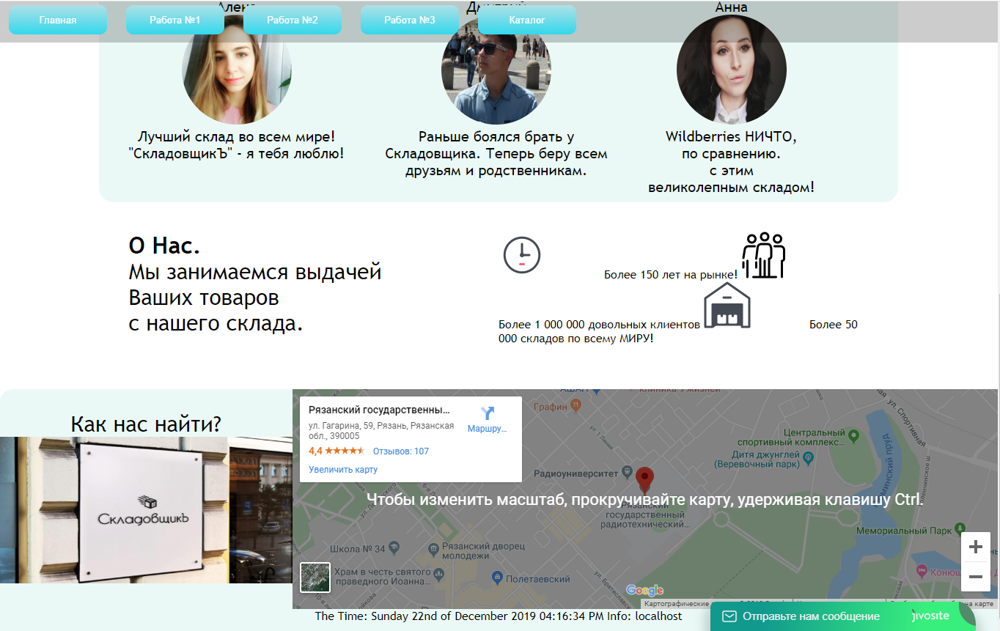 Главная
Работа №1
Работа №2
Работа №3
Каталог
Алена
Дмитрий
Анна
Лучший склад во всем мире!
"СкладовщикЪ" - я тебя люблю!
Раньше боялся брать у
Складовщика. Теперь беру всем
друзьям и родственникам.
Wildberries НИЧТО,
по сравнению.
с этим
великолепным складом!
О Нас.
Мы занимаемся выдачей
Ваших товаров
с нашего склада.
Более 150 лет на рынке!
Более 1 000 000 довольных клиентов
Более 50
000 складов по всему МИРУ!
Как нас найти?
СкладовщикЪ
Рязанский государственны...
ул. Гагарина, 59, Рязань, Рязанская
обл., 390005
Маршру...
4,4
Отзывов: 107
Увеличить карту
АШАН
клиника У жизней
Графин
ул. Спортивная
Центральный
спортивный комплекс...
Дитя джунглей
(Веревочный парк)
Радиоуниверситет
Чтобы изменить масштаб, прокручивайте карту, удерживая клавишу Ctrl.
Рязанский
государственный
радиотехнический...
Мемориальный Парк
Школа № 34
Рязанский дворец
молодежи
Храм в честь святого
праведного Иоанна...
Полетаевский
Конюш
Google
Картографические
The Time: Sunday 22nd of December 2019 04:16:34 PM Info: localhost
Отправьте нам сообщение
jivosite